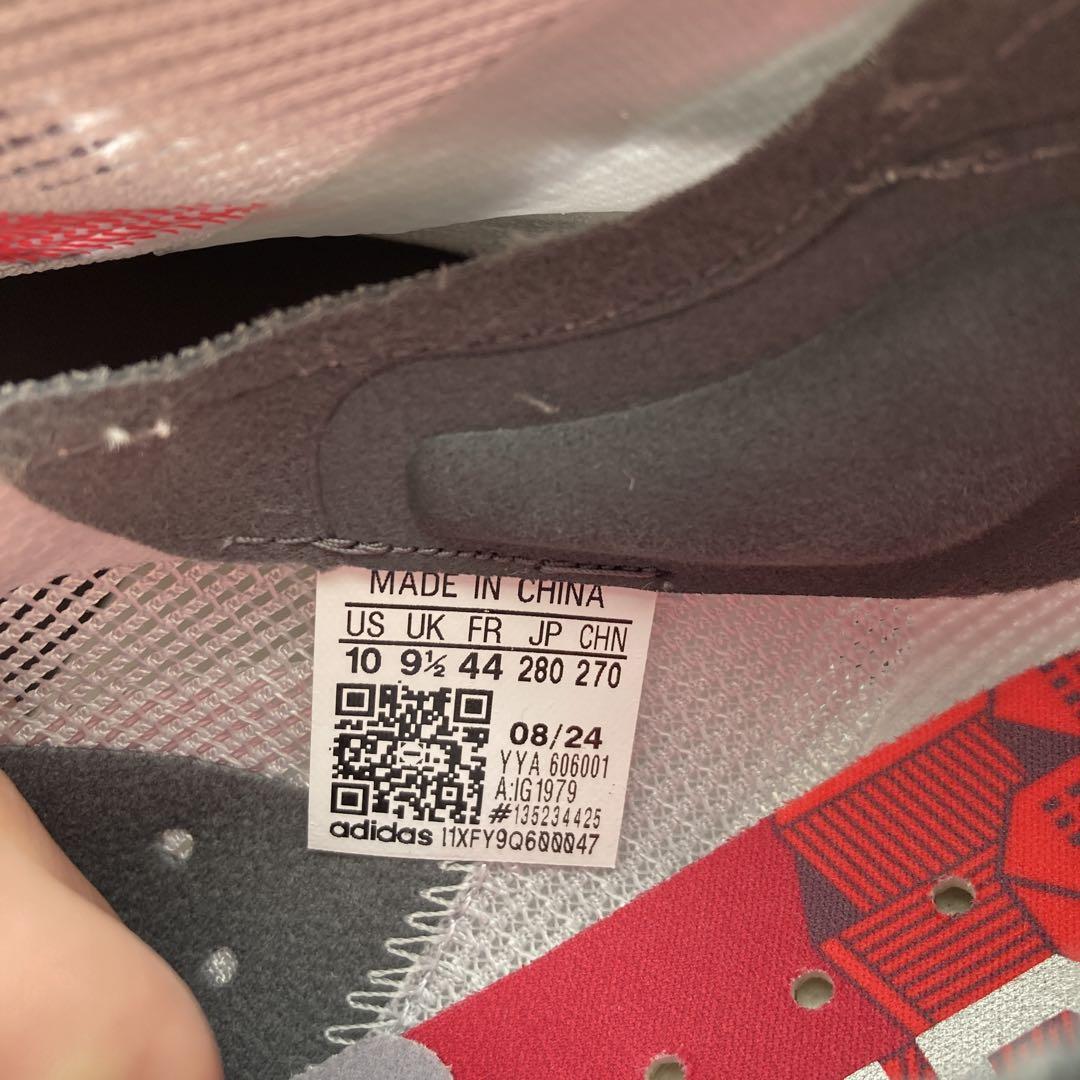 MADE IN CHINA
US UK FR JP CHN
10 9½ 44 280 270
08/24
YYA 606001
A:IG1979
#135234425
adidas 11XFY9Q600047